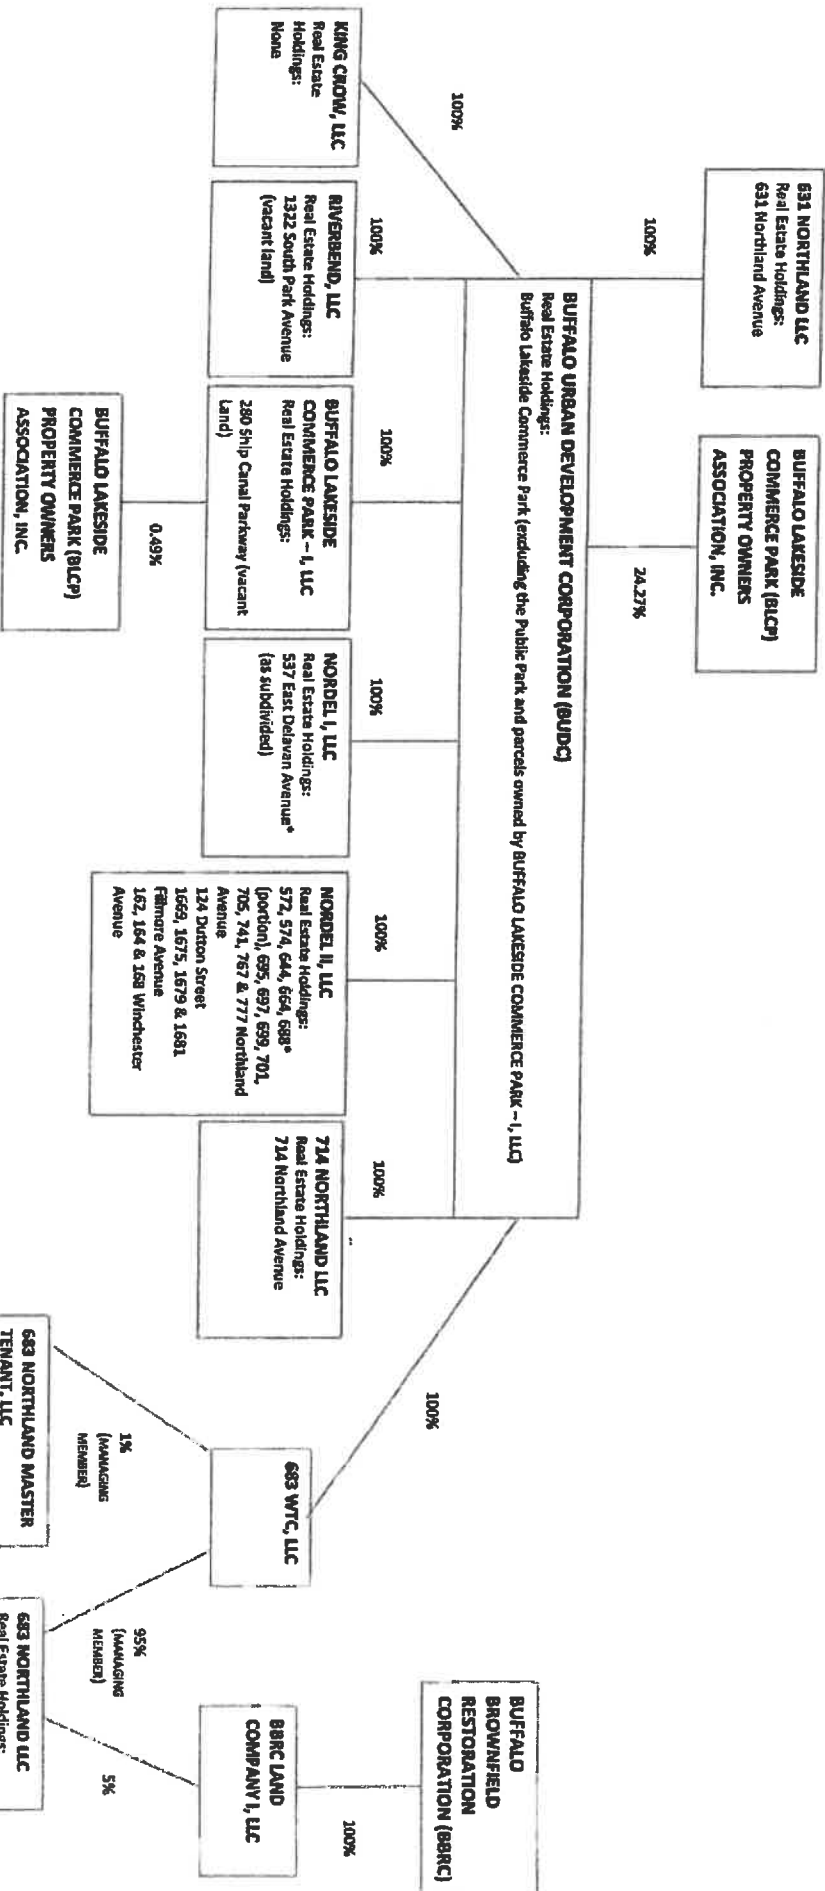 631 NORTHLAND LLC
Real Estate Holdings:
631 Northland Avenue
BUFFALO LAKESIDE
COMMERCE PARK (BLCP)
PROPERTY OWNERS
ASSOCIATION, INC.
100%
24.27%
BUFFALO URBAN DEVELOPMENT CORPORATION (BUDC)
Real Estate Holdings:
Buffalo Lakeside Commerce Park (excluding the Public Park and parcels owned by BUFFALO LAKESIDE COMMERCE PARK – I, LLC)
100%
100%
100%
100%
100%
100%
100%
KING CROW, LLC
Real Estate
Holdings:
None
RIVERBEND, LLC
Real Estate Holdings:
1322 South Park Avenue
(vacant land)
BUFFALO LAKESIDE
COMMERCE PARK – I, LLC
Real Estate Holdings:
280 Ship Canal Parkway (vacant
Land)
NORDEL I, LLC
Real Estate Holdings:
537 East Delavan Avenue*
(as subdivided)
NORDEL II, LLC
Real Estate Holdings:
572, 574, 644, 664, 688*
(portion), 695, 697, 699, 701,
705, 741, 767 & 777 Northland
Avenue
124 Dutton Street
1669, 1675, 1679 & 1681
Fillmore Avenue
162, 164 & 168 Winchester
Avenue
714 NORTHLAND LLC
Real Estate Holdings:
714 Northland Avenue
683 WTC, LLC
BUFFALO
BROWNFIELD
RESTORATION
CORPORATION (BBRC)
100%
BBRC LAND
COMPANY I, LLC
0.49%
BUFFALO LAKESIDE
COMMERCE PARK (BLCP)
PROPERTY OWNERS
ASSOCIATION, INC.
1%
(MANAGING
MEMBER)
95%
(MANAGING
MEMBER)
5%
683 NORTHLAND MASTER
TENANT, LLC
683 NORTHLAND LLC
Real Estate Holdings: